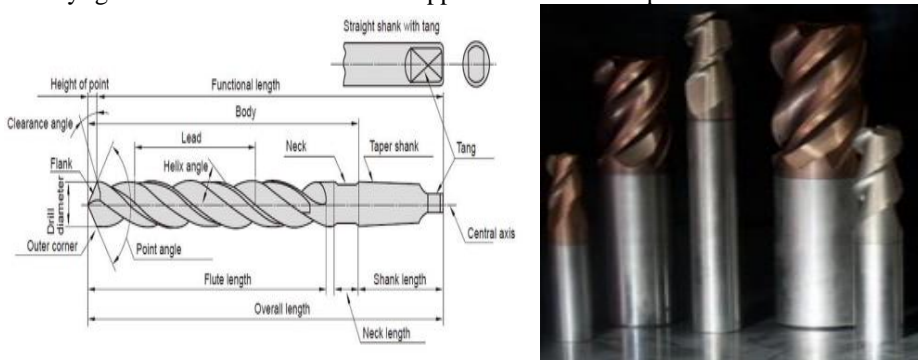 Straight shank with tang
Height of point
Functional length
Clearance angle
Body
Lead
Neck
Taper shank
Tang
Flank
Helix angle
Drill
diameter
Central axis
Outer corner
Point angle
Flute length
Shank length
Overall length
Neck length